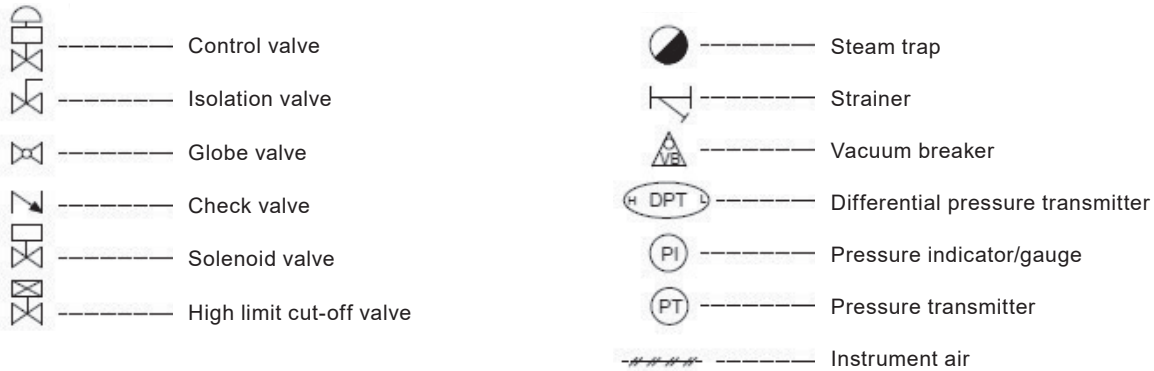 Control valve
Isolation valve
Globe valve
Check valve
Solenoid valve
High limit cut-off valve
Steam trap
Strainer
VB Vacuum breaker
H DPT L Differential pressure transmitter
PI Pressure indicator/gauge
PT Pressure transmitter
Instrument air